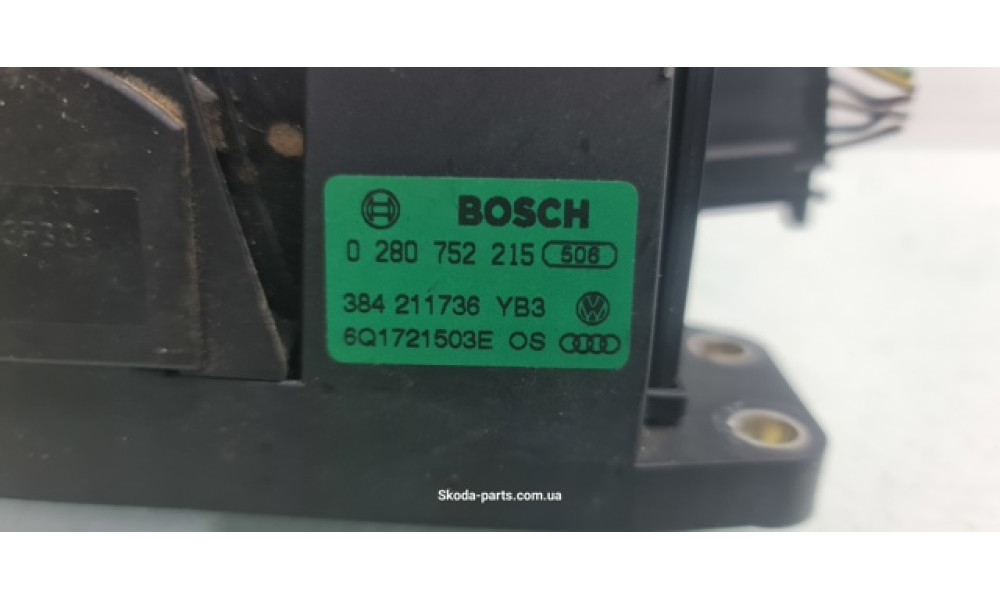 BOSCH
0 280 752 215 506
384 211736 YB3
6Q1721503E OS
Skoda-parts.com.ua